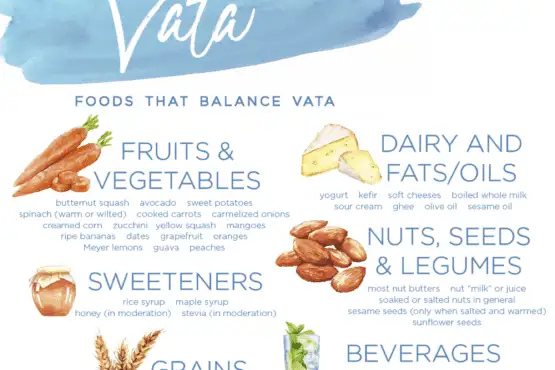 Vata
FOODS THAT BALANCE VATA
FRUITS &
VEGETABLES
butternut squash avocado sweet potatoes
spinach (warm or wilted) cooked carrots carmelized onions
creamed corn zuccheni yellow squash mangoes
ripe bananas dates grapefruit oranges
Meyer lemons guava peaches
SWEETENERS
rice syrup maple syrup
honey (in moderation) stevia (in moderation)
GRAINS
DAIRY AND
FATS/OILS
yogurt kefir soft cheeses boiled whole milk
sour cream ghee olive oil sesame oil
NUTS, SEEDS
& LEGUMES
most nut butters nut "milk" or juice
soaked or salted nuts in general
sesame seeds (only when salted and warmed)
sunflower seeds
BEVERAGES